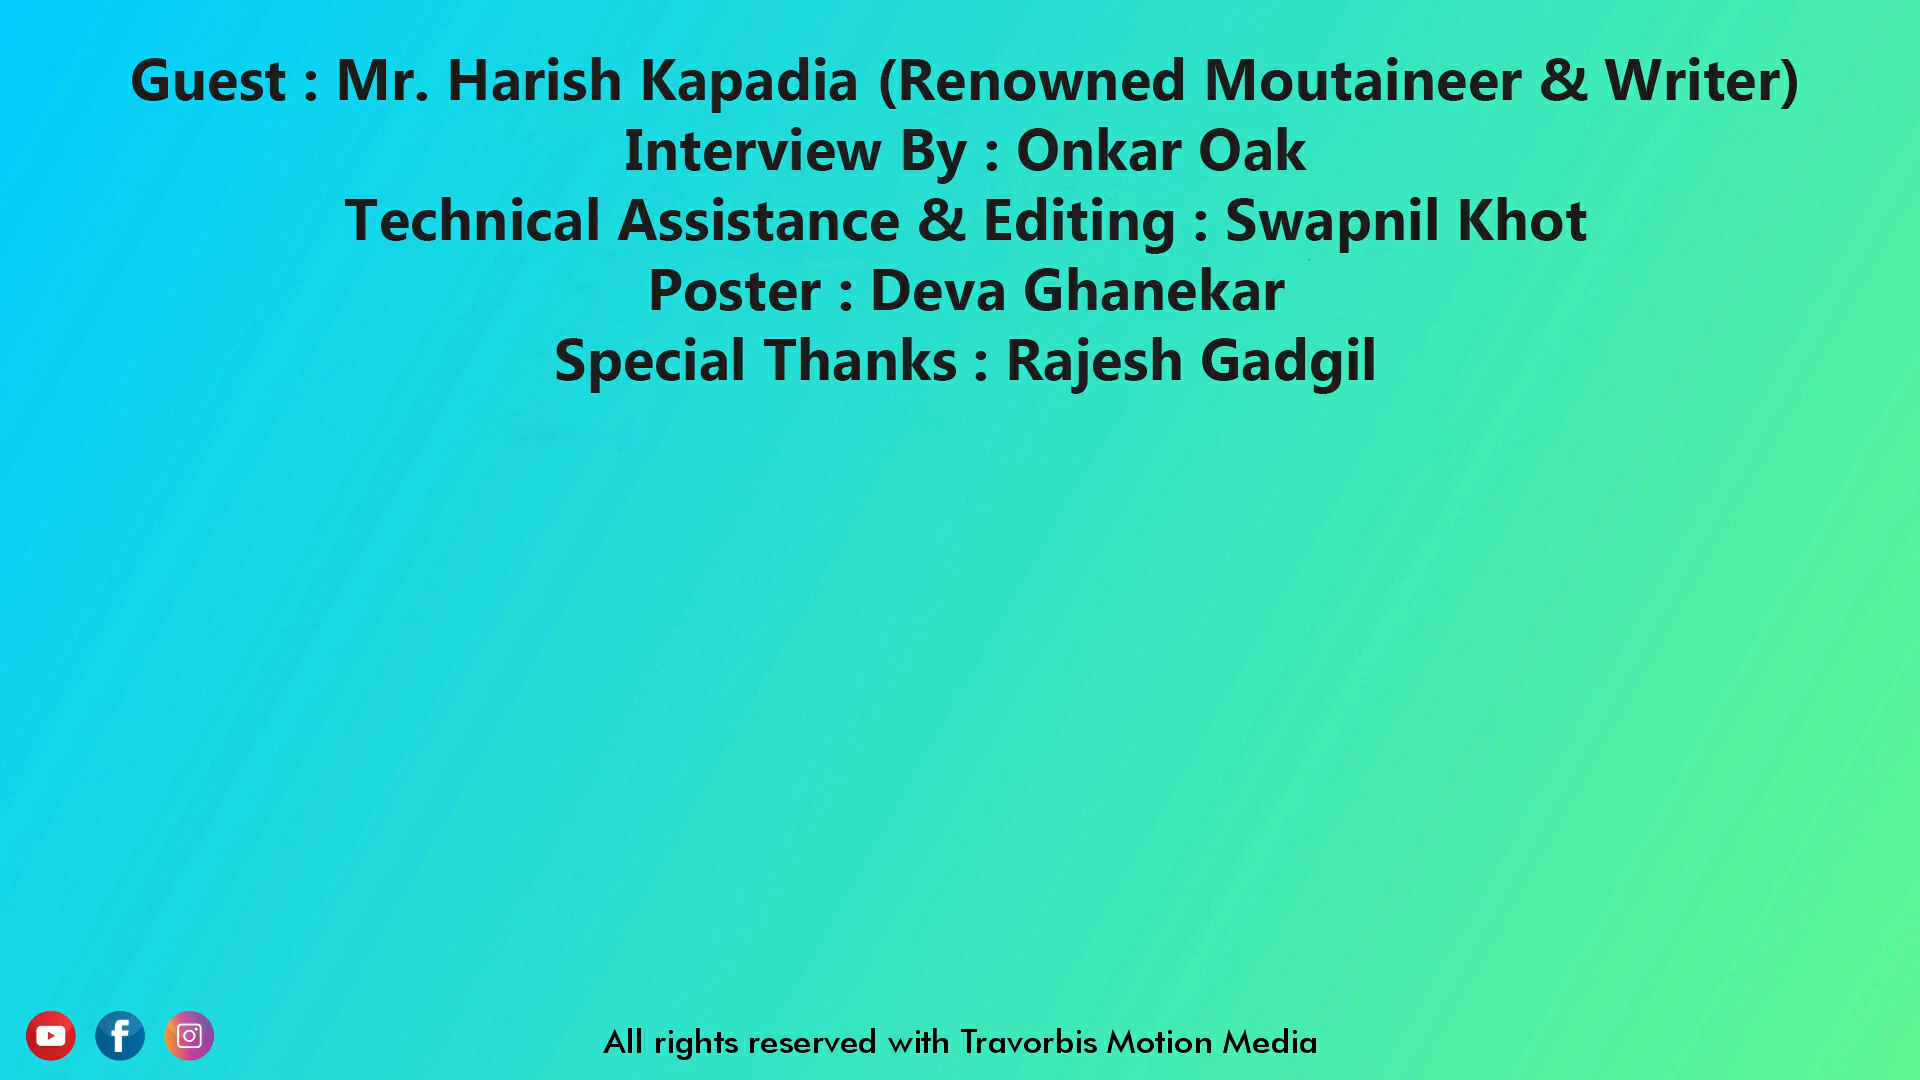 Guest : Mr. Harish Kapadia (Renowned Moutaineer & Writer)
Interview By : Onkar Oak
Technical Assistance & Editing : Swapnil Khot
Poster : Deva Ghanekar
Special Thanks : Rajesh Gadgil
All rights reserved with Travorbis Motion Media